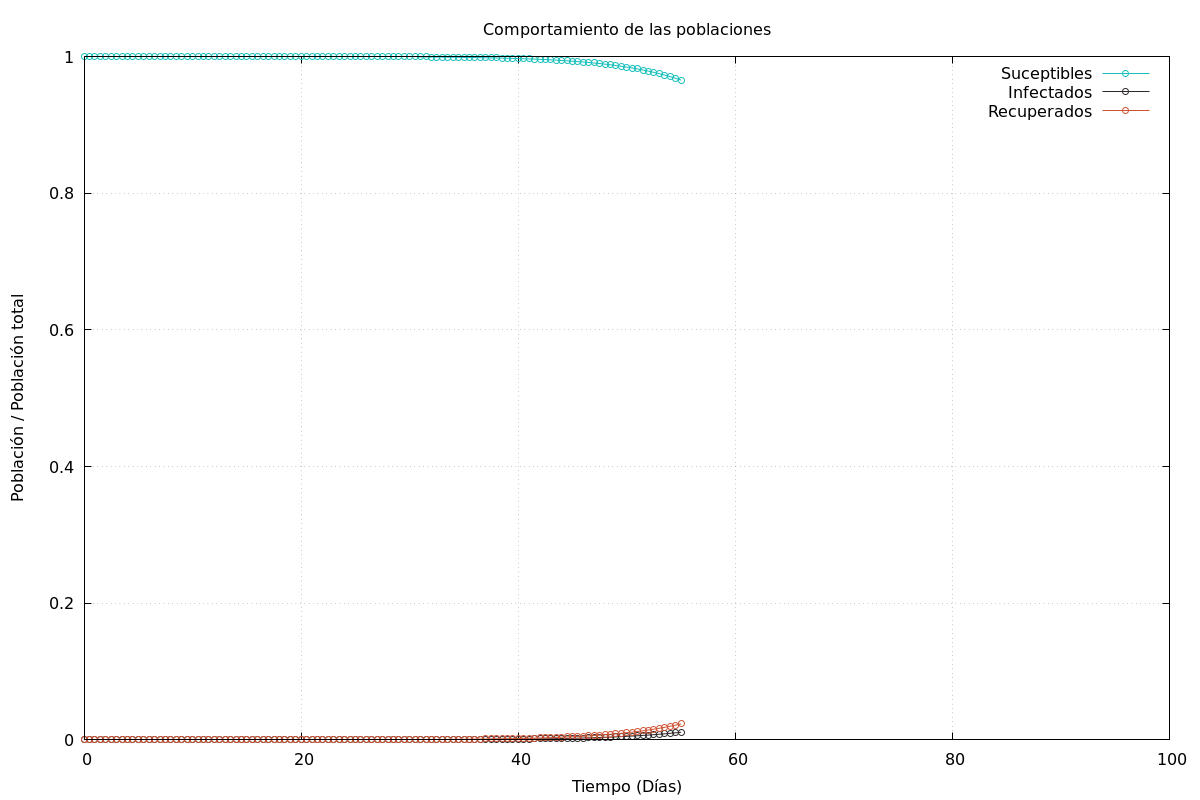 Comportamiento de las poblaciones
1
Suceptibles
Infectados
Recuperados
0.8
0.6
Población / Población total
0.4
0.2
0
0 20 40 60 80 100
Tiempo (Días)